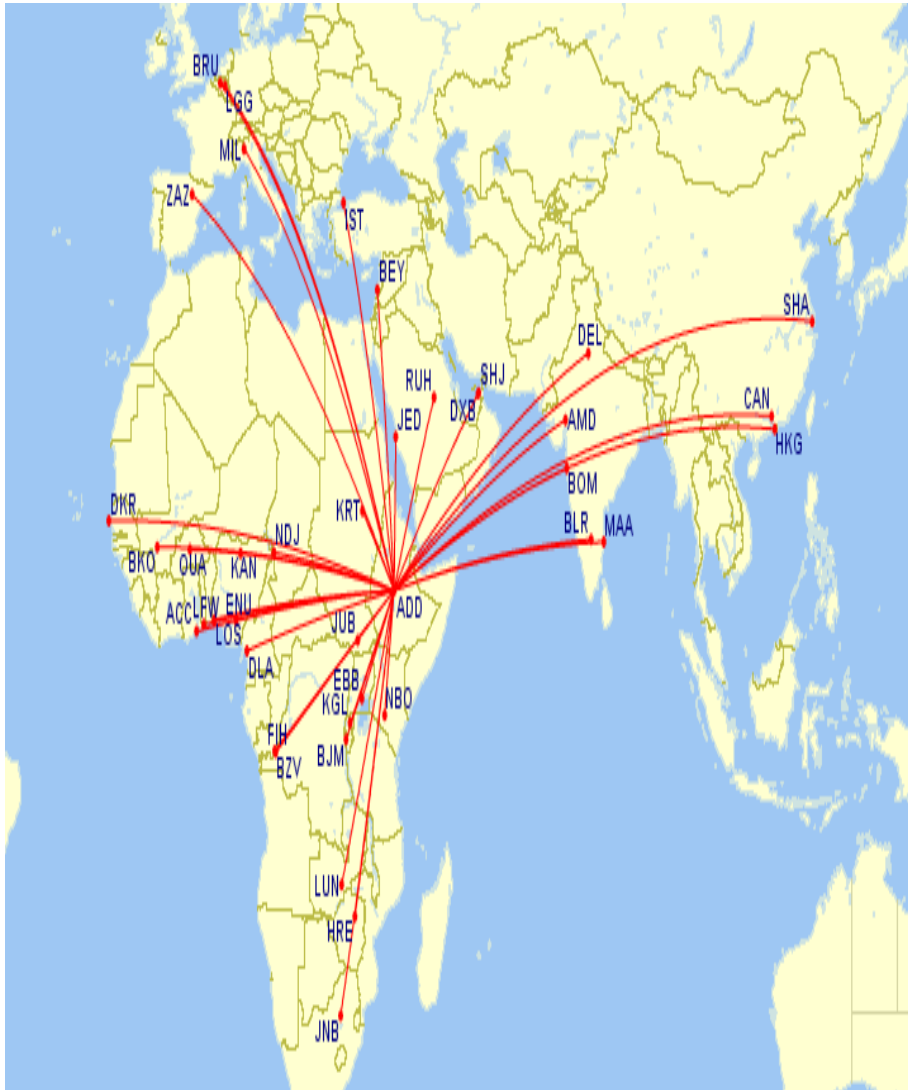 BRU
LGG
MIL
ZAZ
IST
BEY
SHA
DEL
RUH
SHJ
DXB
CAN
JED
AMD
HKG
BOM
DKR
KRT
BLR
MAA
NDJ
BKO
OUA
KAN
ACC
LFW
ENU
ADD
LOS
JUB
DLA
EBB
NBO
KGL
FIH
BJM
BZV
LUN
HRE
JNB